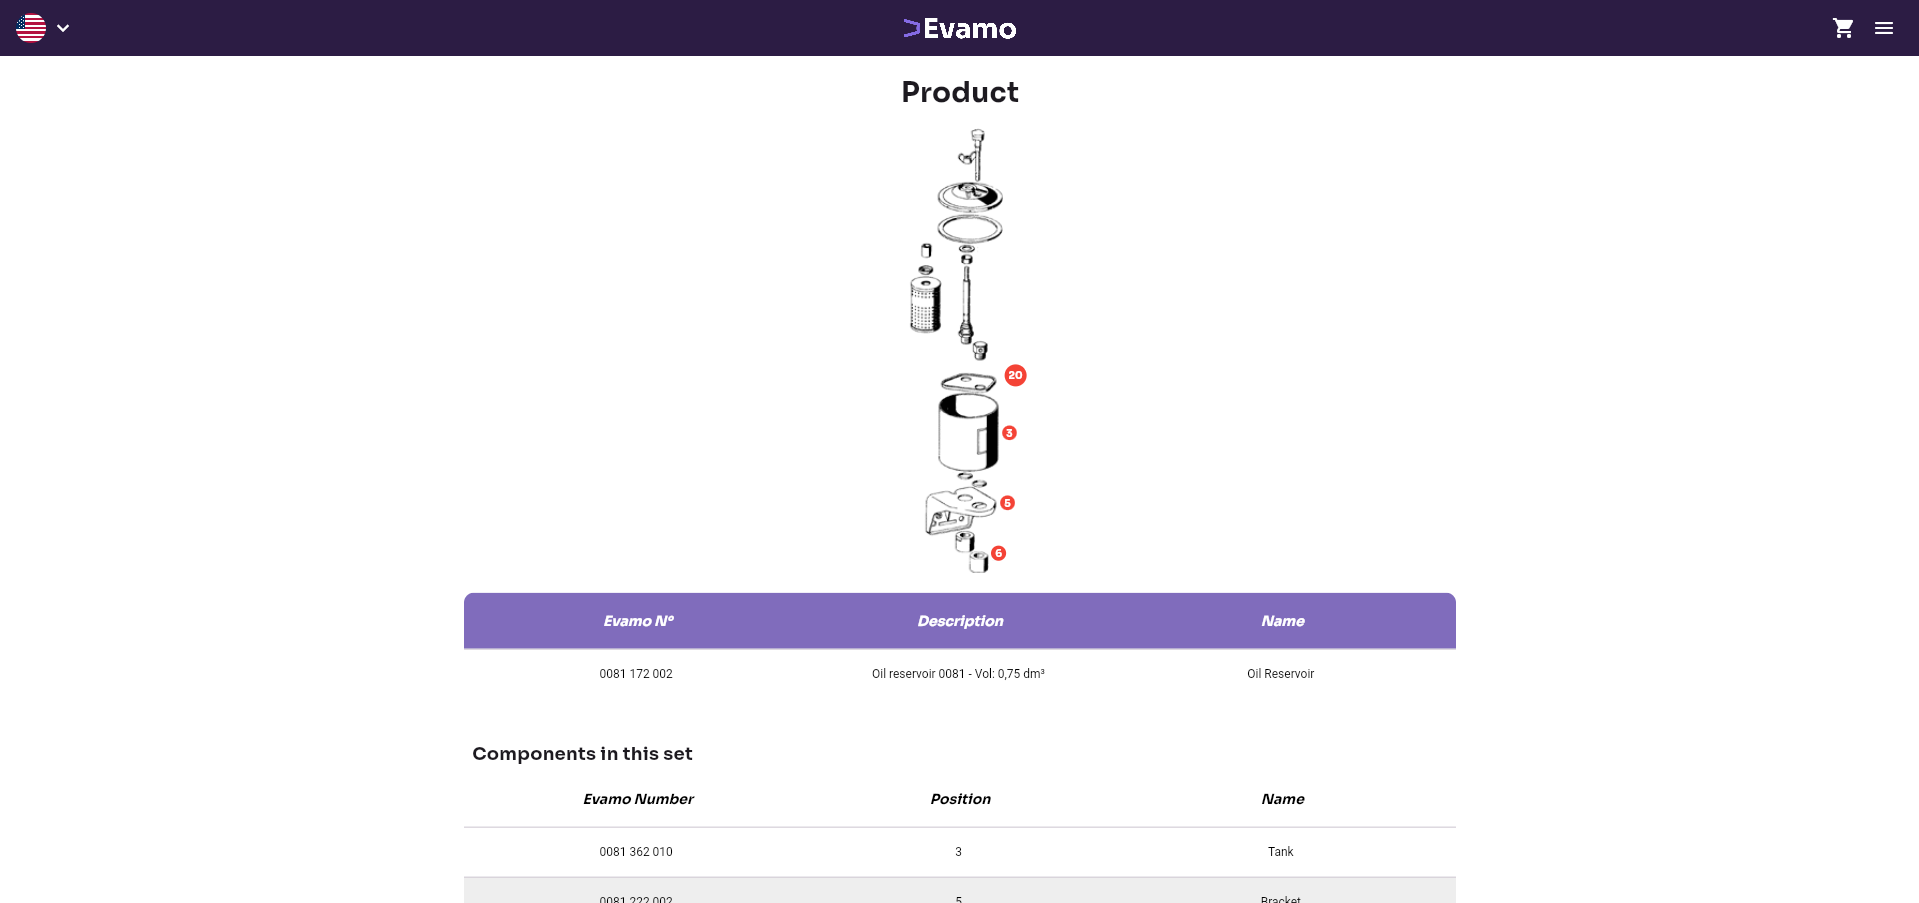 Evamo
Product
20
3
5
6
Evamo Nº Description Name
0081 172 002 Oil reservoir 0081 - Vol: 0,75 dm³ Oil Reservoir
Components in this set
Evamo Number Position Name
0081 362 010 3 Tank
0081 222 002 5 Bracket